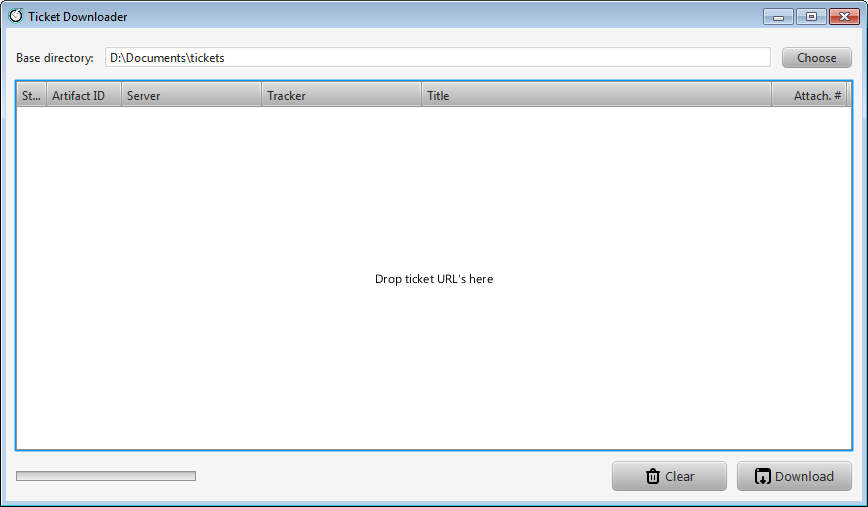 Ticket Downloader
Base directory: D:\Documents\tickets Choose
St... Artifact ID Server Tracker Title Attach. #
Drop ticket URL's here
Clear Download